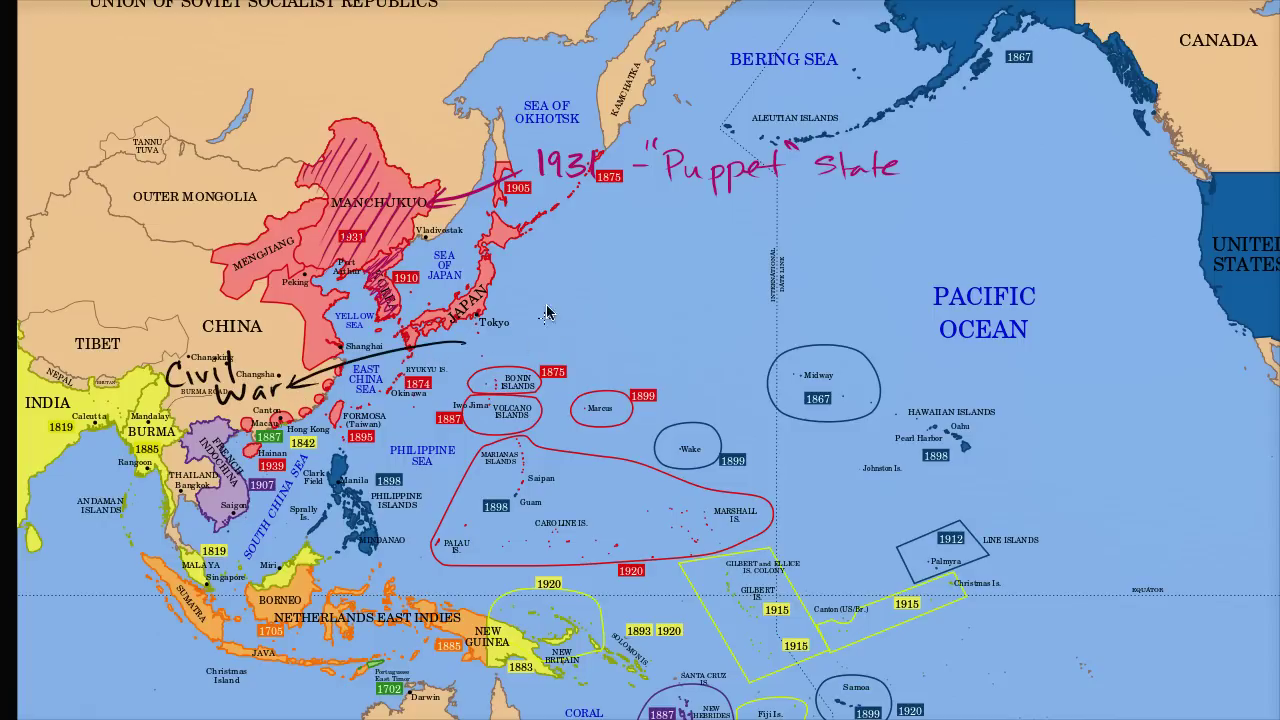 UNION OF SOVIET SOCIALIST REPUBLICS
CANADA
BERING SEA
1867
KAMCHATKA
SEA OF
OKHOTSK
ALEUTIAN ISLANDS
TANNU
TUVA
1931 - "Puppet" State
1875
1905
OUTER MONGOLIA
MANCHUKUO
1931
Vladivostak
MENGJIANG
Port
Arthur
SEA
OF
JAPAN
INTERNATIONAL
DATE LINE
UNITED
STATES
Peking
KOREA
1910
JAPAN
PACIFIC
OCEAN
CHINA
YELLOW
SEA
Tokyo
TIBET
Shanghai
Chungking
Civil
War
NEPAL
BHUTAN
Changsha
BURMA ROAD
EAST
CHINA
SEA
RYUKYU IS.
1874
Okinawa
BONIN
ISLANDS
1875
Midway
1867
INDIA
Calcutta
1819
Mandalay
BURMA
1885
Rangoon
Canton
Macau
1887
Hong Kong
1842
FORMOSA
(Taiwan)
1895
Iwo Jima
1887
VOLCANO
ISLANDS
Marcus
1899
HAWAIIAN ISLANDS
Oahu
Pearl Harbor
1898
Johnston Is.
Wake
1899
FRENCH
INDOCHINA
Hainan
1939
PHILIPPINE
SEA
MARIANAS
ISLANDS
THAILAND
Bangkok
1907
Saigon
SOUTH CHINA SEA
Clark
Field
Manila
1898
PHILIPPINE
ISLANDS
Saipan
1898
Guam
ANDAMAN
ISLANDS
Sprally
Is.
MINDANAO
CAROLINE IS.
MARSHALL
IS.
PALAU
IS.
1920
1912
LINE ISLANDS
Palmyra
Christmas Is.
1819
MALAYA
Singapore
Miri
1920
GILBERT and ELLICE
IS. COLONY
GILBERT
IS.
1915
Canton (US/Br.)
1915
EQUATOR
SUMATRA
BORNEO
NETHERLANDS EAST INDIES
1705
JAVA
1885
NEW
GUINEA
1883
NEW
BRITAIN
SOLOMON IS.
1893
1920
1915
Christmas
Island
Portuguese
East Timor
1702
Darwin
CORAL
SANTA CRUZ
IS.
1887
NEW
HEBRIDES
Fiji Is.
Samoa
1899
1920